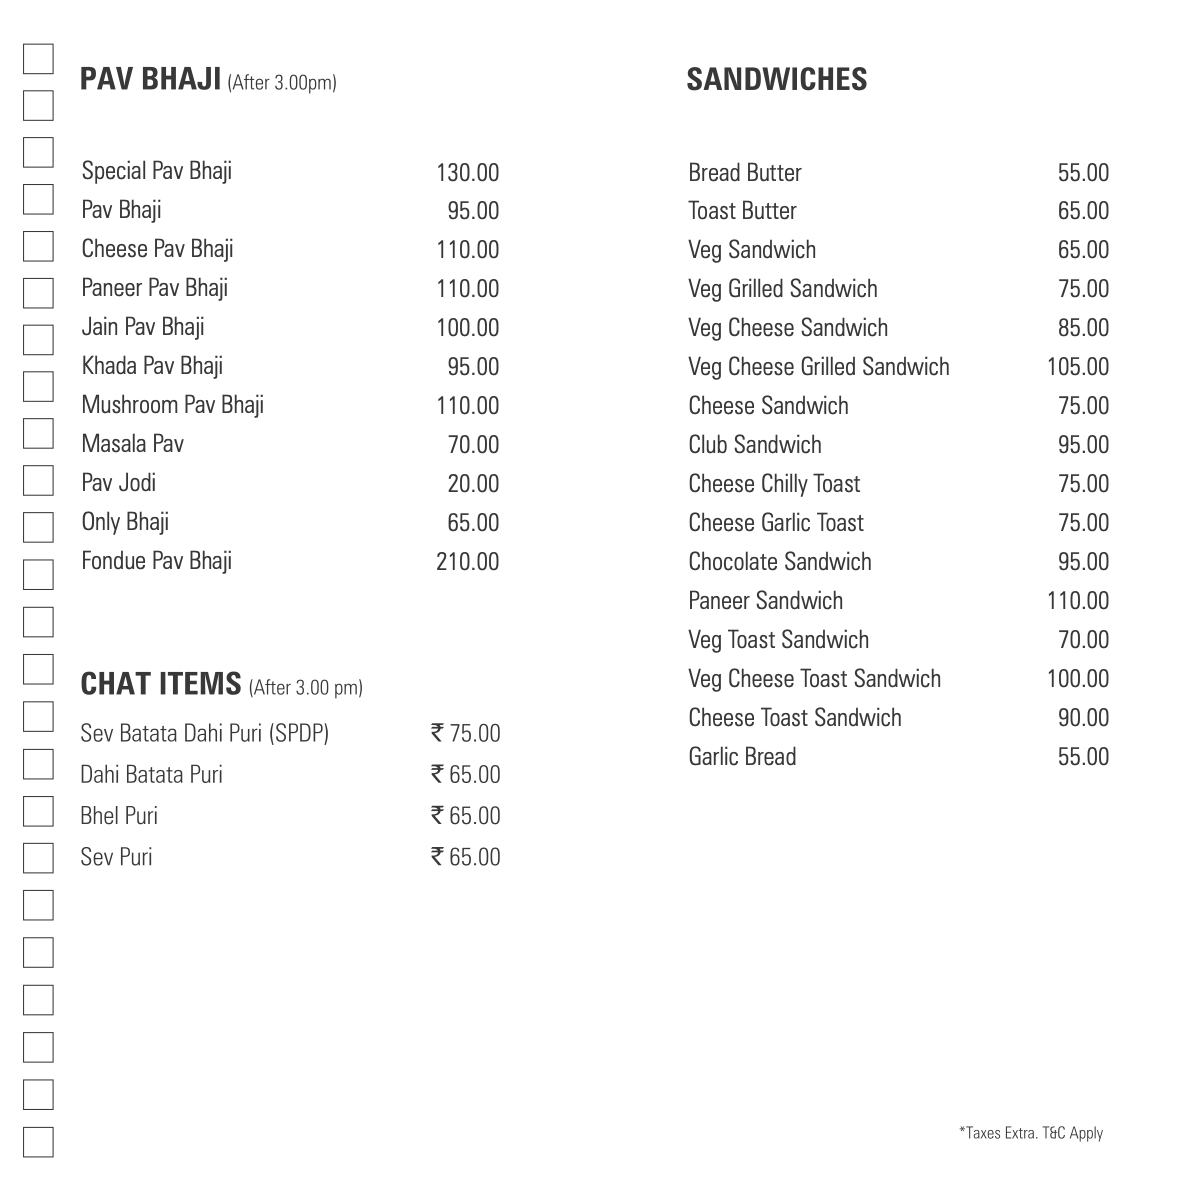 PAV BHAJI (After 3.00pm)
Special Pav Bhaji 130.00
Pav Bhaji 95.00
Cheese Pav Bhaji 110.00
Paneer Pav Bhaji 110.00
Jain Pav Bhaji 100.00
Khada Pav Bhaji 95.00
Mushroom Pav Bhaji 110.00
Masala Pav 70.00
Pav Jodi 20.00
Only Bhaji 65.00
Fondue Pav Bhaji 210.00
CHAT ITEMS (After 3.00 pm)
Sev Batata Dahi Puri (SPDP) ₹ 75.00
Dahi Batata Puri ₹ 65.00
Bhel Puri ₹ 65.00
Sev Puri ₹ 65.00
SANDWICHES
Bread Butter 55.00
Toast Butter 65.00
Veg Sandwich 65.00
Veg Grilled Sandwich 75.00
Veg Cheese Sandwich 85.00
Veg Cheese Grilled Sandwich 105.00
Cheese Sandwich 75.00
Club Sandwich 95.00
Cheese Chilly Toast 75.00
Cheese Garlic Toast 75.00
Chocolate Sandwich 95.00
Paneer Sandwich 110.00
Veg Toast Sandwich 70.00
Veg Cheese Toast Sandwich 100.00
Cheese Toast Sandwich 90.00
Garlic Bread 55.00
*Taxes Extra. T&C Apply